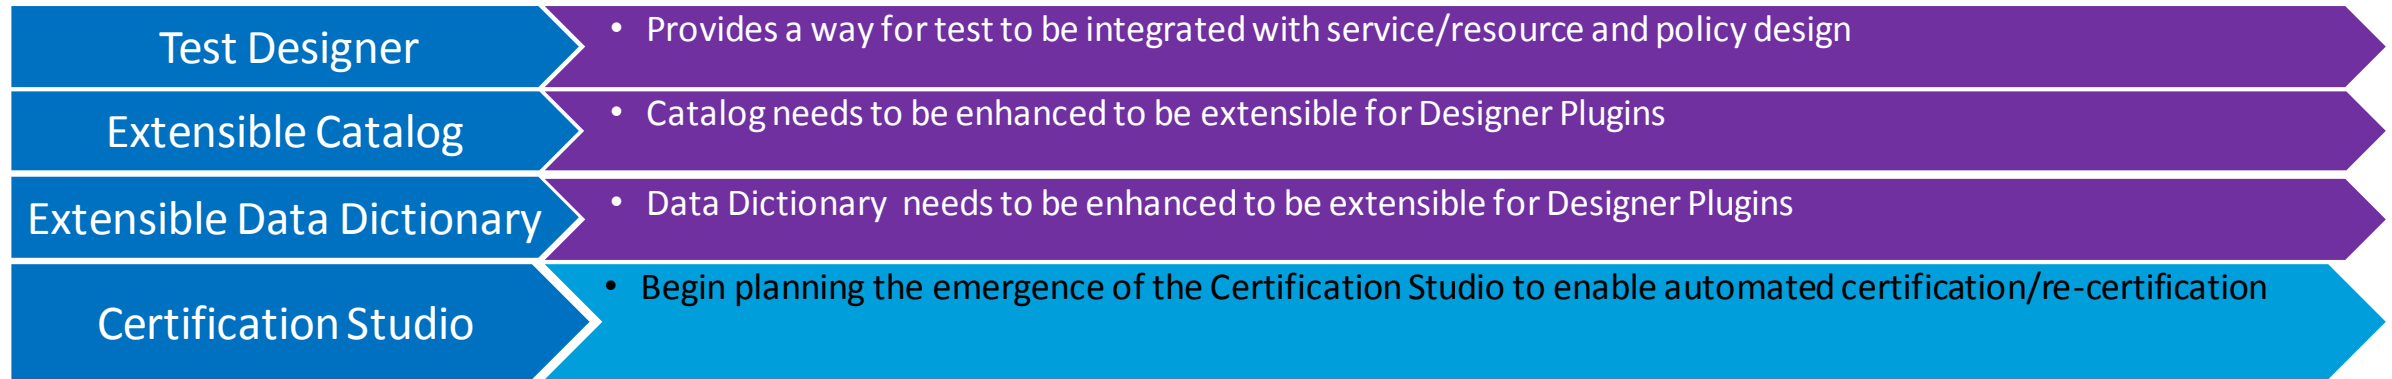 Test Designer
• Provides a way for test to be integrated with service/resource and policy design
Extensible Catalog
• Catalog needs to be enhanced to be extensible for Designer Plugins
Extensible Data Dictionary
• Data Dictionary  needs to be enhanced to be extensible for Designer Plugins
Certification Studio
• Begin planning the emergence of the Certification Studio to enable automated certification/re-certification